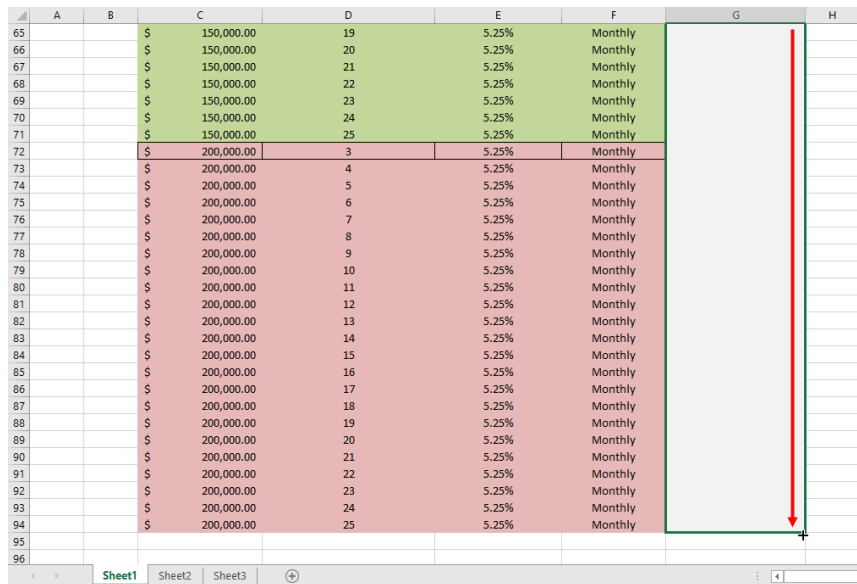 A B C D E F G H
65 $ 150,000.00 19 5.25% Monthly
66 $ 150,000.00 20 5.25% Monthly
67 $ 150,000.00 21 5.25% Monthly
68 $ 150,000.00 22 5.25% Monthly
69 $ 150,000.00 23 5.25% Monthly
70 $ 150,000.00 24 5.25% Monthly
71 $ 150,000.00 25 5.25% Monthly
72 $ 200,000.00 3 5.25% Monthly
73 $ 200,000.00 4 5.25% Monthly
74 $ 200,000.00 5 5.25% Monthly
75 $ 200,000.00 6 5.25% Monthly
76 $ 200,000.00 7 5.25% Monthly
77 $ 200,000.00 8 5.25% Monthly
78 $ 200,000.00 9 5.25% Monthly
79 $ 200,000.00 10 5.25% Monthly
80 $ 200,000.00 11 5.25% Monthly
81 $ 200,000.00 12 5.25% Monthly
82 $ 200,000.00 13 5.25% Monthly
83 $ 200,000.00 14 5.25% Monthly
84 $ 200,000.00 15 5.25% Monthly
85 $ 200,000.00 16 5.25% Monthly
86 $ 200,000.00 17 5.25% Monthly
87 $ 200,000.00 18 5.25% Monthly
88 $ 200,000.00 19 5.25% Monthly
89 $ 200,000.00 20 5.25% Monthly
90 $ 200,000.00 21 5.25% Monthly
91 $ 200,000.00 22 5.25% Monthly
92 $ 200,000.00 23 5.25% Monthly
93 $ 200,000.00 24 5.25% Monthly
94 $ 200,000.00 25 5.25% Monthly
95
96
Sheet1 Sheet2 Sheet3